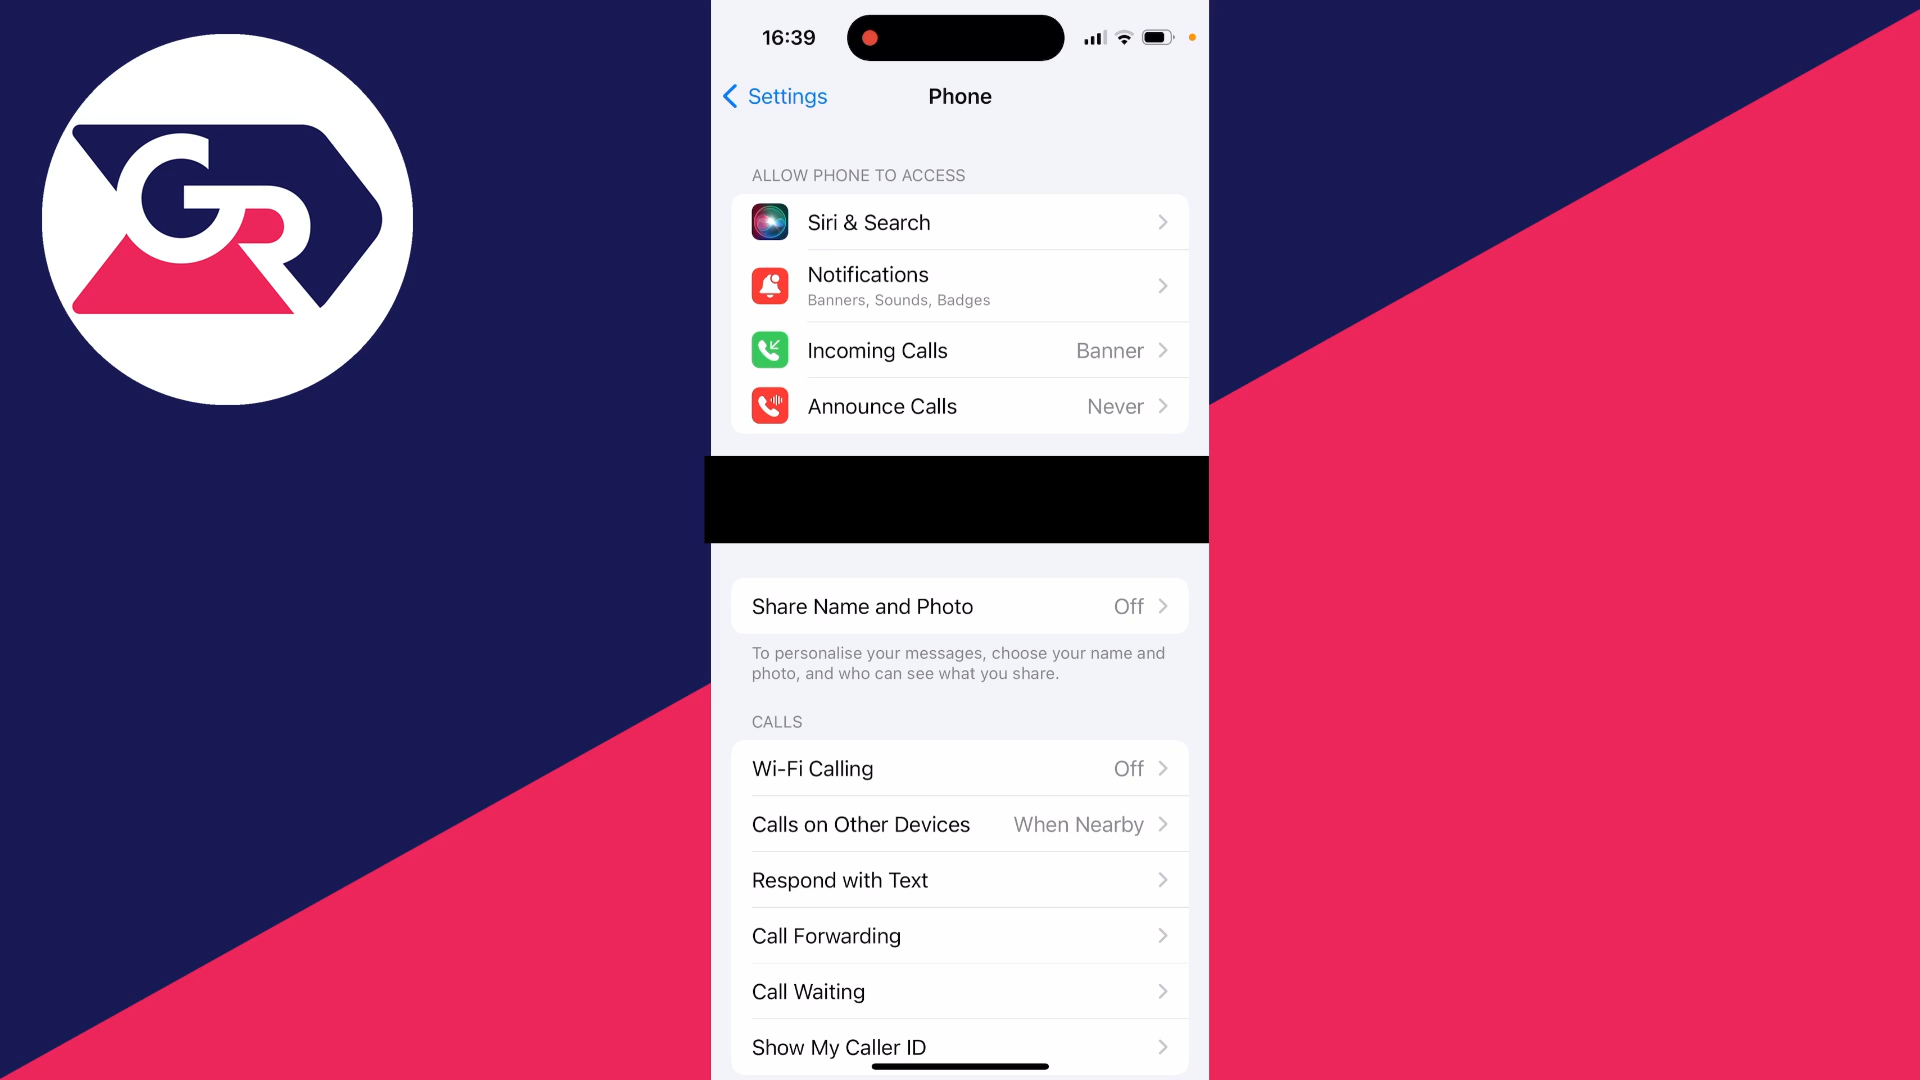 GR
16:39
Settings
Phone
ALLOW PHONE TO ACCESS
Siri & Search
Notifications
Banners, Sounds, Badges
Incoming Calls Banner
Announce Calls Never
Share Name and Photo Off
To personalise your messages, choose your name and
photo, and who can see what you share.
CALLS
Wi-Fi Calling Off
Calls on Other Devices When Nearby
Respond with Text
Call Forwarding
Call Waiting
Show My Caller ID